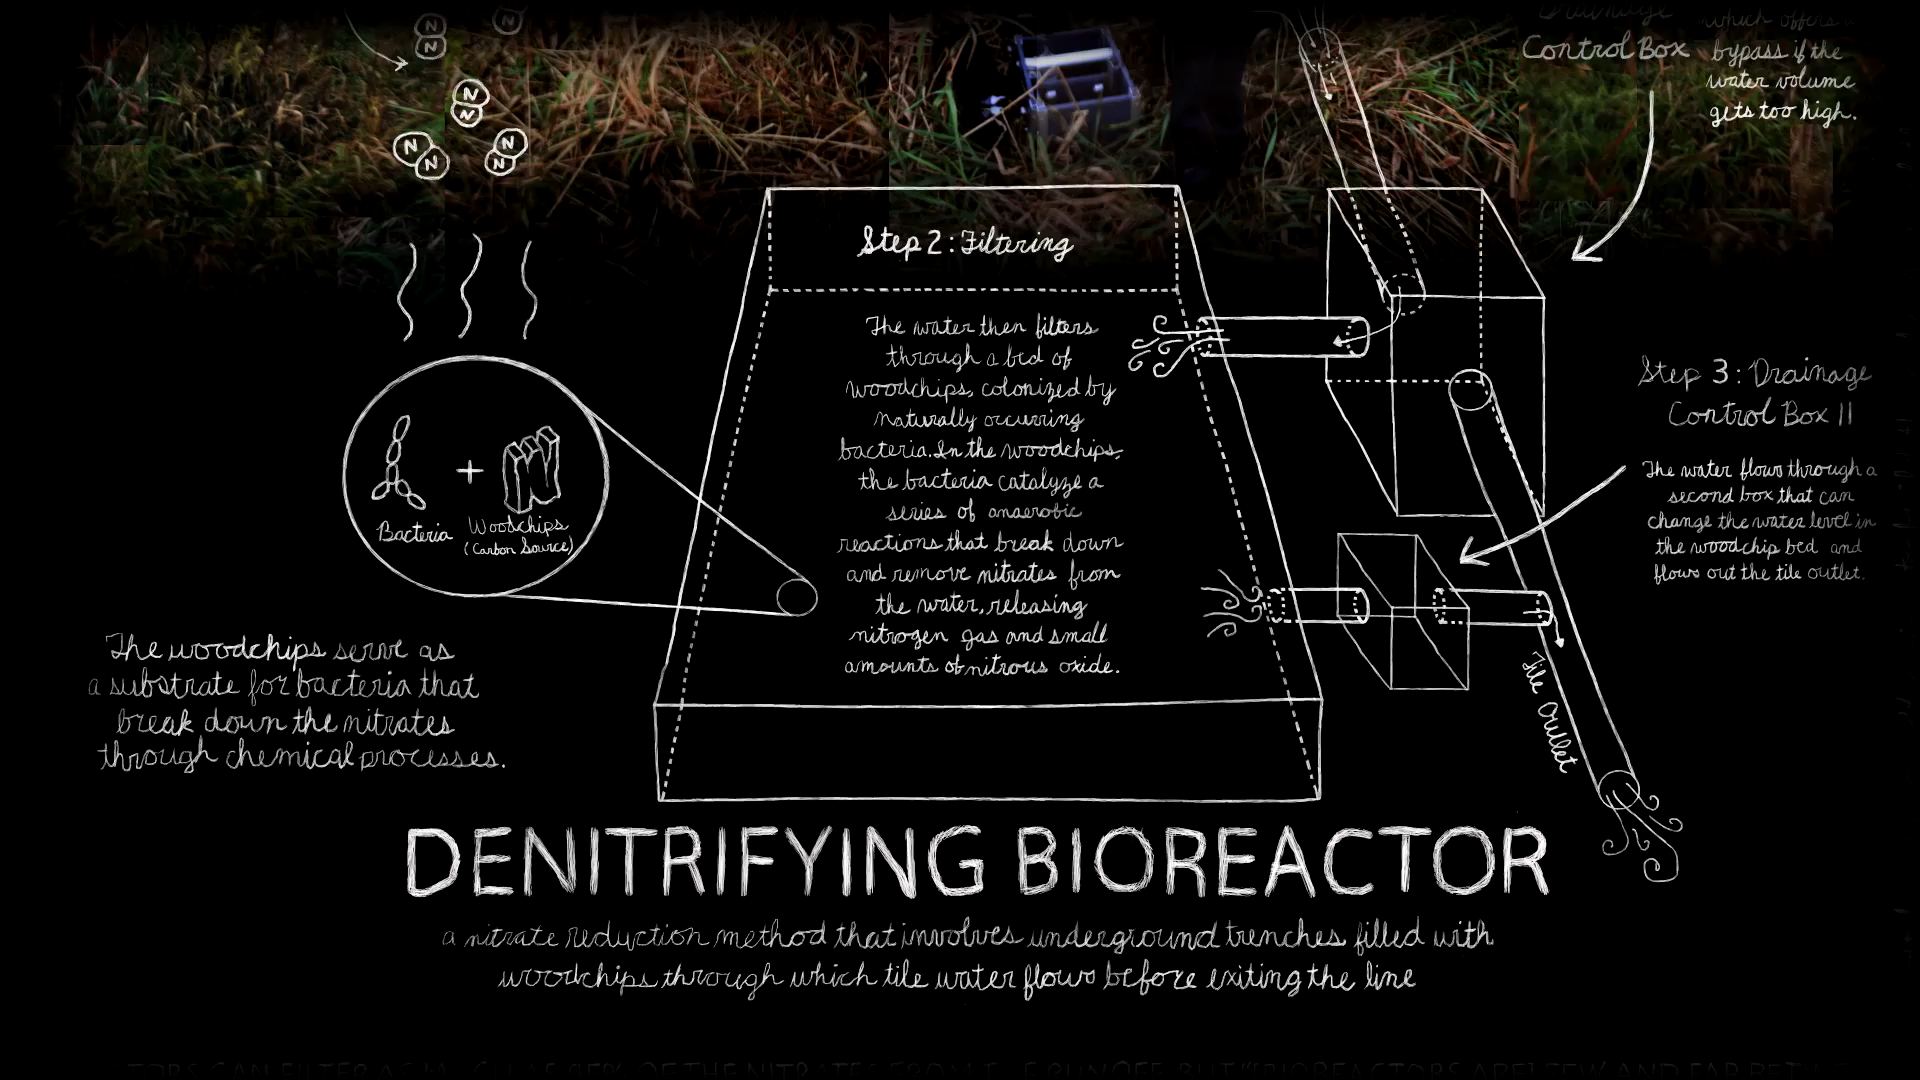 N
N
N
N
N
N
N
N
N
Drainage
Control Box
which offers a
bypass if the
water volume
gets too high.
Step 2: Filtering
The water then filters
through a bed of
woodchips, colonized by
naturally occurring
bacteria. In the woodchips,
the bacteria catalyze a
series of anaerobic
reactions that break down
and remove nitrates from
the water, releasing
nitrogen gas and small
amounts of nitrous oxide.
Step 3: Drainage
Control Box II
The water flows through a
second box that can
change the water level in
the woodchip bed and
flows out the tile outlet.
Bacteria
+
Woodchips
(Carbon Source)
The woodchips serve as
a substrate for bacteria that
break down the nitrates
through chemical processes.
Tile Outlet
DENITRIFYING BIOREACTOR
a nitrate reduction method that involves underground trenches filled with
woodchips through which tile water flows before exiting the line